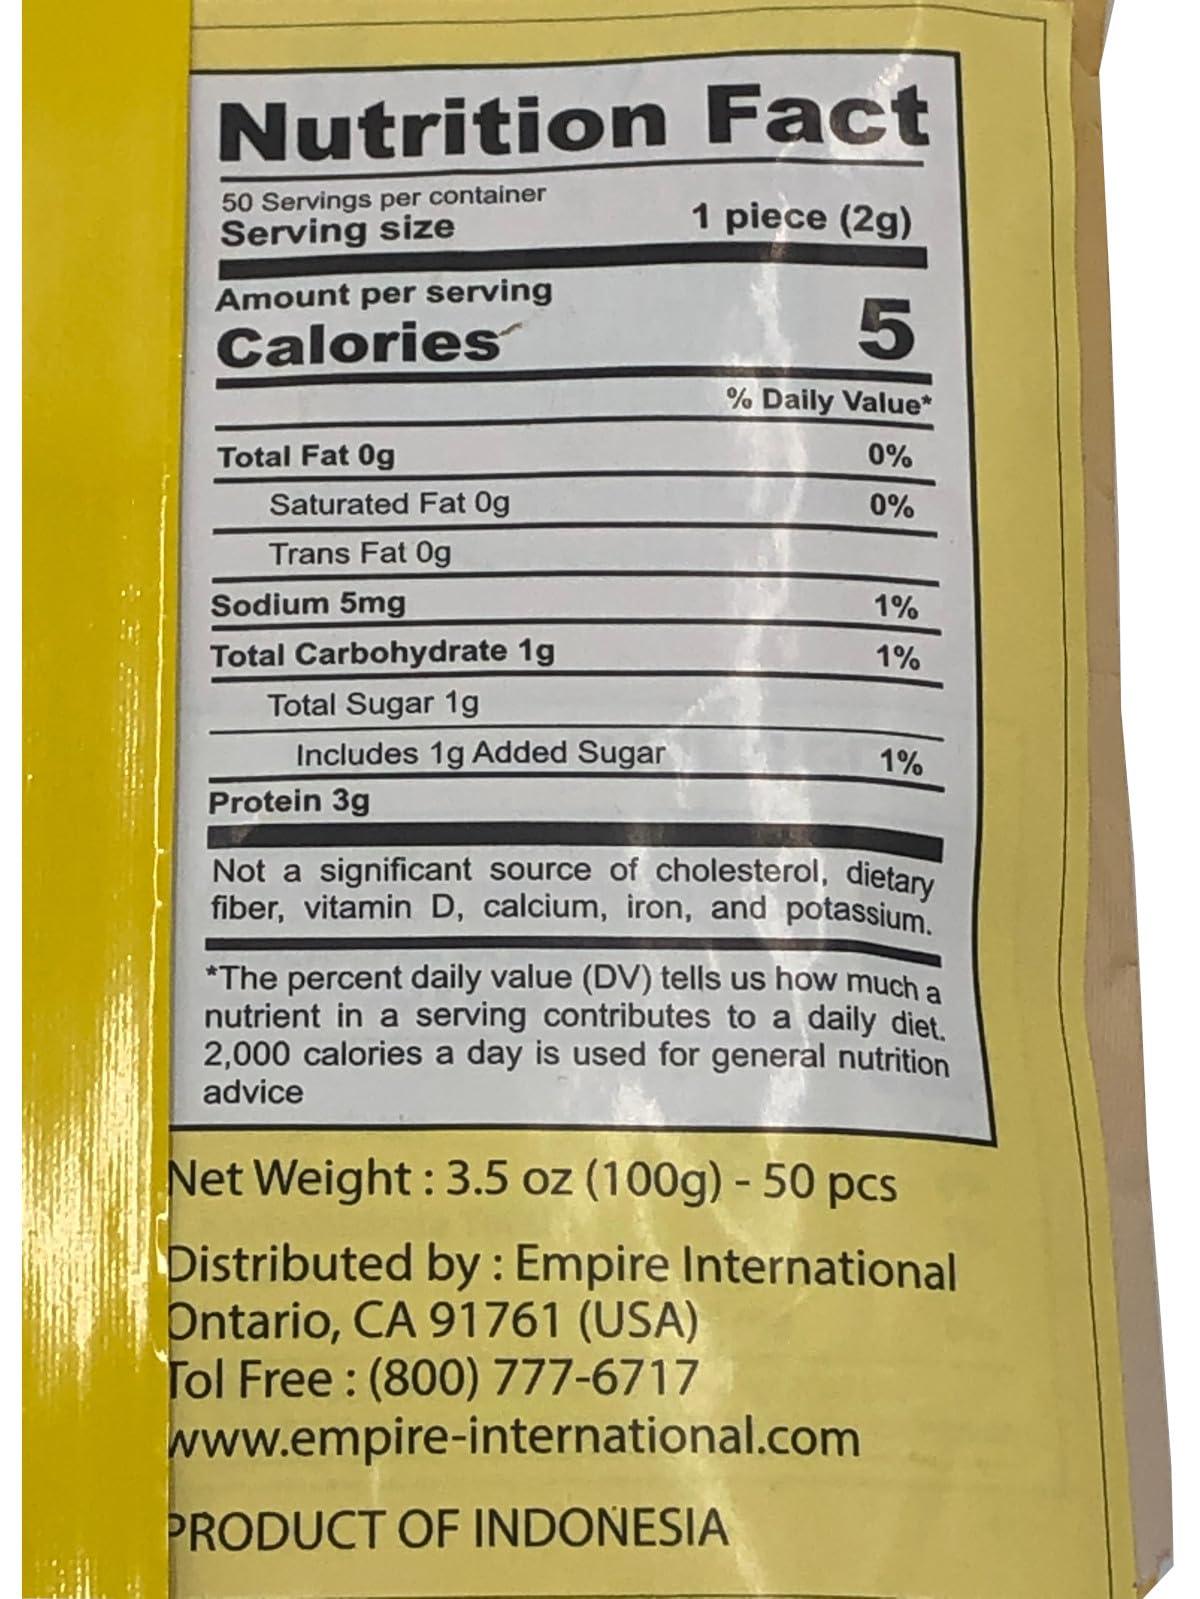 Nutrition Fact
50 Servings per container
Serving size 1 piece (2g)
Amount per serving
Calories 5
% Daily Value*
Total Fat 0g 0%
Saturated Fat 0g 0%
Trans Fat 0g
Sodium 5mg 1%
Total Carbohydrate 1g 1%
Total Sugar 1g
Includes 1g Added Sugar 1%
Protein 3g
Not a significant source of cholesterol, dietary
fiber, vitamin D, calcium, iron, and potassium.
*The percent daily value (DV) tells us how much a
nutrient in a serving contributes to a daily diet.
2,000 calories a day is used for general nutrition
advice
Net Weight : 3.5 oz (100g) - 50 pcs
Distributed by : Empire International
Ontario, CA 91761 (USA)
Tol Free : (800) 777-6717
www.empire-international.com
PRODUCT OF INDONESIA